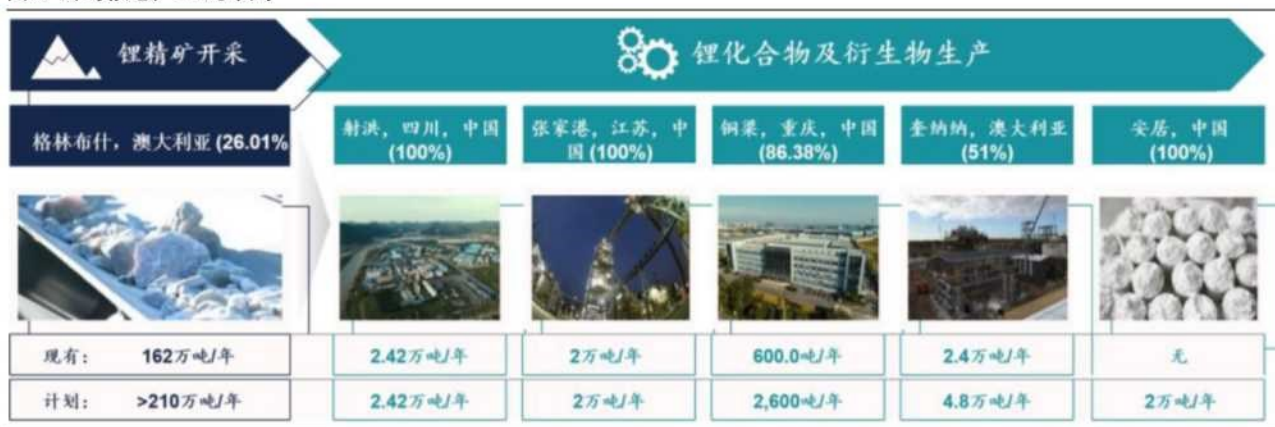 锂精矿开采
锂化合物及衍生物生产
格林布什，澳大利亚 (26.01%
射洪，四川，中国
(100%)
张家港，江苏，中
国 (100%)
铜梁，重庆，中国
(86.38%)
奎纳纳，澳大利亚
(51%)
安居，中国
(100%)
现有： 162万吨/年
2.42万吨/年
2万吨/年
600.0吨/年
2.4万吨/年
无
计划： >210万吨/年
2.42万吨/年
2万吨/年
2,600吨/年
4.8万吨/年
2万吨/年